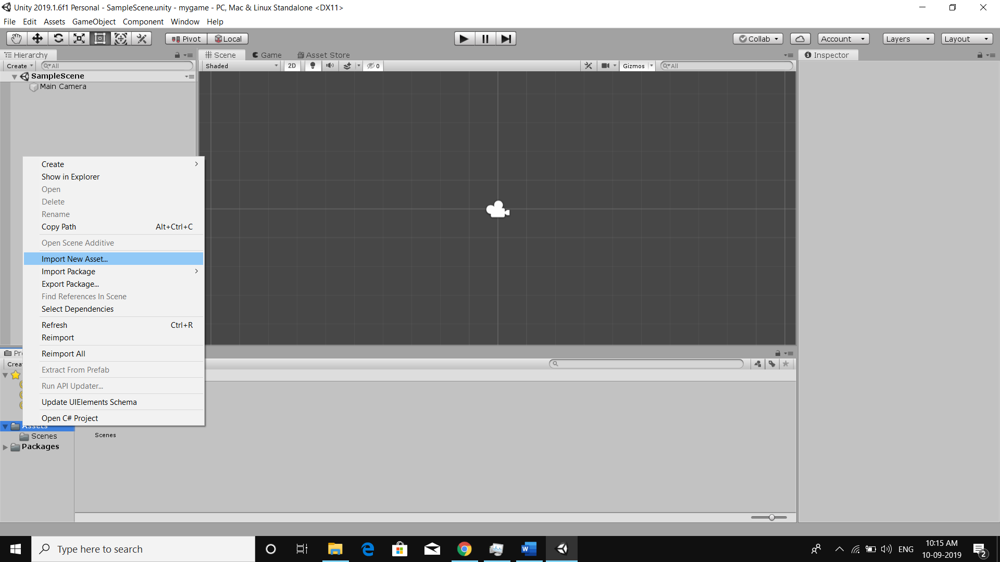 Unity 2019.1.6f1 Personal - SampleScene.unity - mygame - PC, Mac & Linux Standalone <DX11>
File Edit Assets GameObject Component Window Help
Pivot Local Collab Account Layers Layout
Hierarchy Scene Game Asset Store Inspector
Create All Shaded 2D 0 Gizmos All
SampleScene
Main Camera
Create
Show in Explorer
Open
Delete
Rename
Copy Path Alt+Ctrl+C
Open Scene Additive
Import New Asset...
Import Package
Export Package...
Find References In Scene
Select Dependencies
Refresh Ctrl+R
Reimport
Reimport All
Extract From Prefab
Run API Updater...
Update UIElements Schema
Open C# Project
Pr
Crea
Assets
Scenes
Packages
Scenes
Type here to search
ENG
10:15 AM
10-09-2019
2